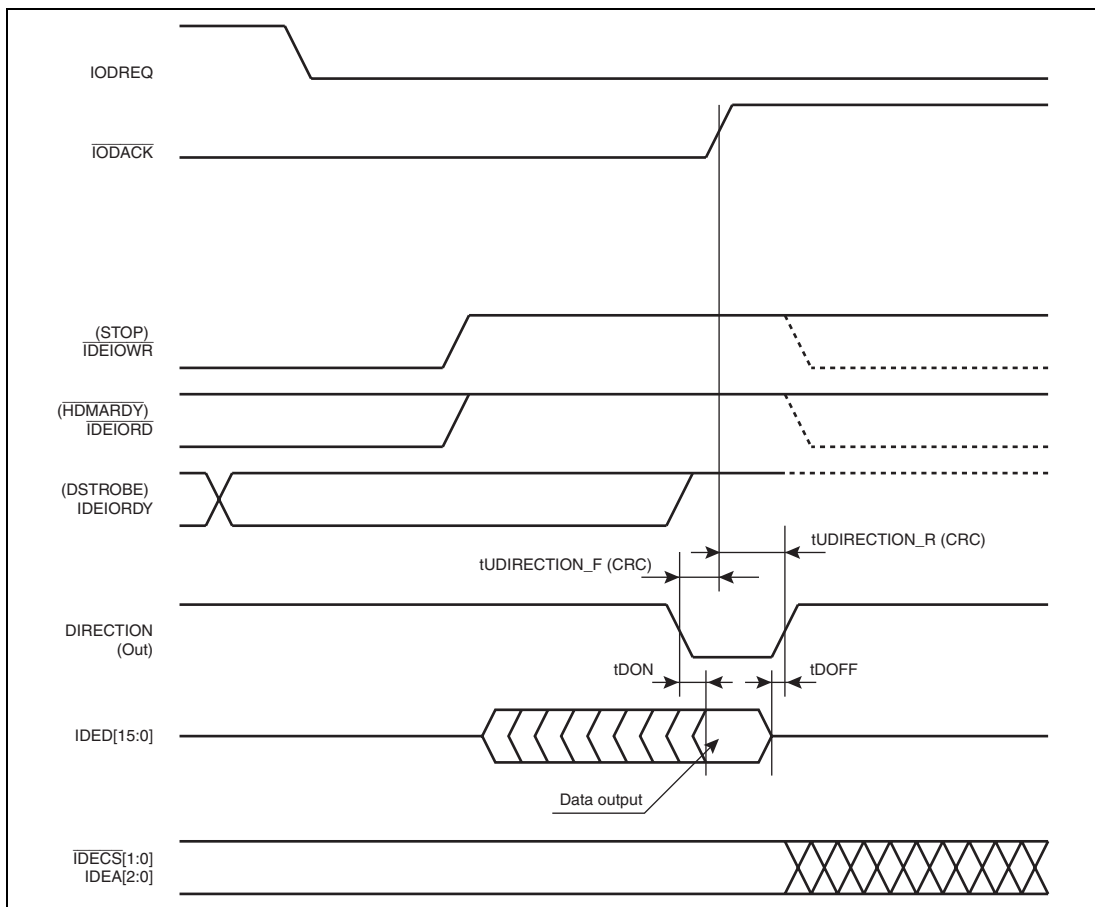 IODREQ
IODACK
(STOP)
IDEIOWR
(HDMARDY)
IDEIORD
(DSTROBE)
IDEIORDY
tUDIRECTION_R (CRC)
tUDIRECTION_F (CRC)
DIRECTION
(Out)
tDON
tDOFF
IDED[15:0]
Data output
IDECS[1:0]
IDEA[2:0]